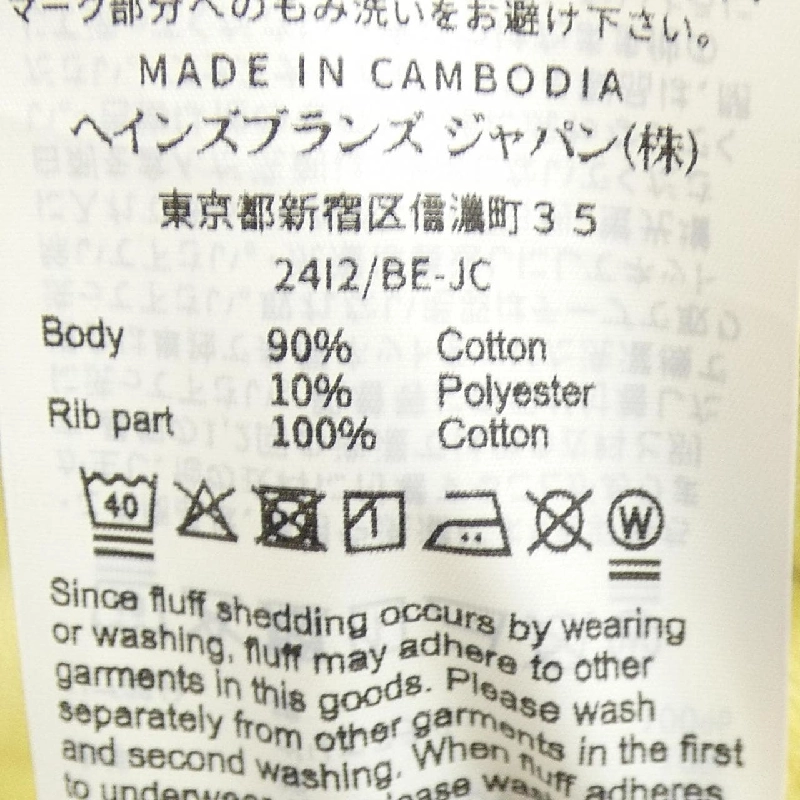 マーク部分へのもみ洗いをお避け下さい。
MADE IN CAMBODIA
ヘインズブランズ ジャパン(株)
東京都新宿区信濃町35
2412/BE-JC
Body 90% Cotton
10% Polyester
Rib part 100% Cotton
40
W
Since fluff shedding occurs by wearing
or washing, fluff may adhere to other
garments in this goods. Please wash
separately from other garments in the first
and second washing. When fluff adheres
to underwear